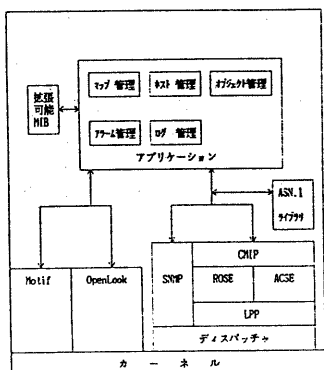 マップ 管理
ホスト 管理
オブジェクト管理
拡張
可能
MIB
アラーム管理
ログ 管理
アプリケーション
ASN.1
ライブラリ
CMIP
Motif
OpenLook
SNMP
ROSE
ACSE
LPP
ディスパッチャ
カーネル